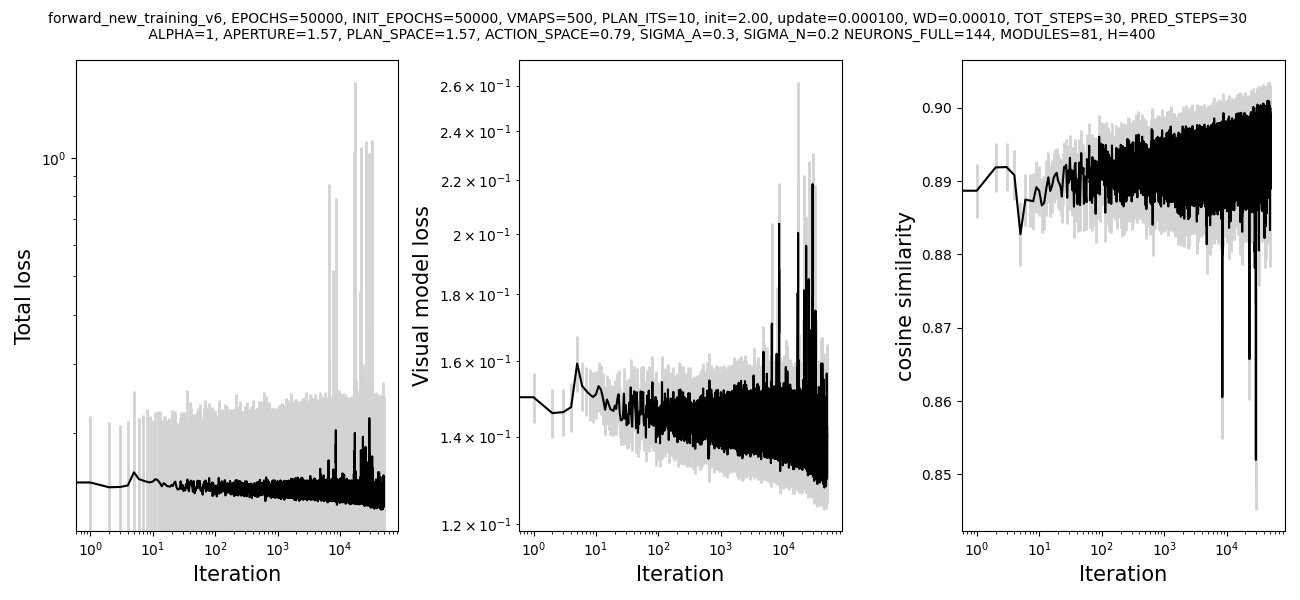 forward_new_training_v6, EPOCHS=50000, INIT_EPOCHS=50000, VMAPS=500, PLAN_ITS=10, init=2.00, update=0.000100, WD=0.00010, TOT_STEPS=30, PRED_STEPS=30
ALPHA=1, APERTURE=1.57, PLAN_SPACE=1.57, ACTION_SPACE=0.79, SIGMA_A=0.3, SIGMA_N=0.2 NEURONS_FULL=144, MODULES=81, H=400
Total loss
10⁰
10⁰ 10¹ 10² 10³ 10⁴
Iteration
Visual model loss
2.6 × 10⁻¹
2.4 × 10⁻¹
2.2 × 10⁻¹
2 × 10⁻¹
1.8 × 10⁻¹
1.6 × 10⁻¹
1.4 × 10⁻¹
1.2 × 10⁻¹
10⁰ 10¹ 10² 10³ 10⁴
Iteration
cosine similarity
0.90
0.89
0.88
0.87
0.86
0.85
10⁰ 10¹ 10² 10³ 10⁴
Iteration